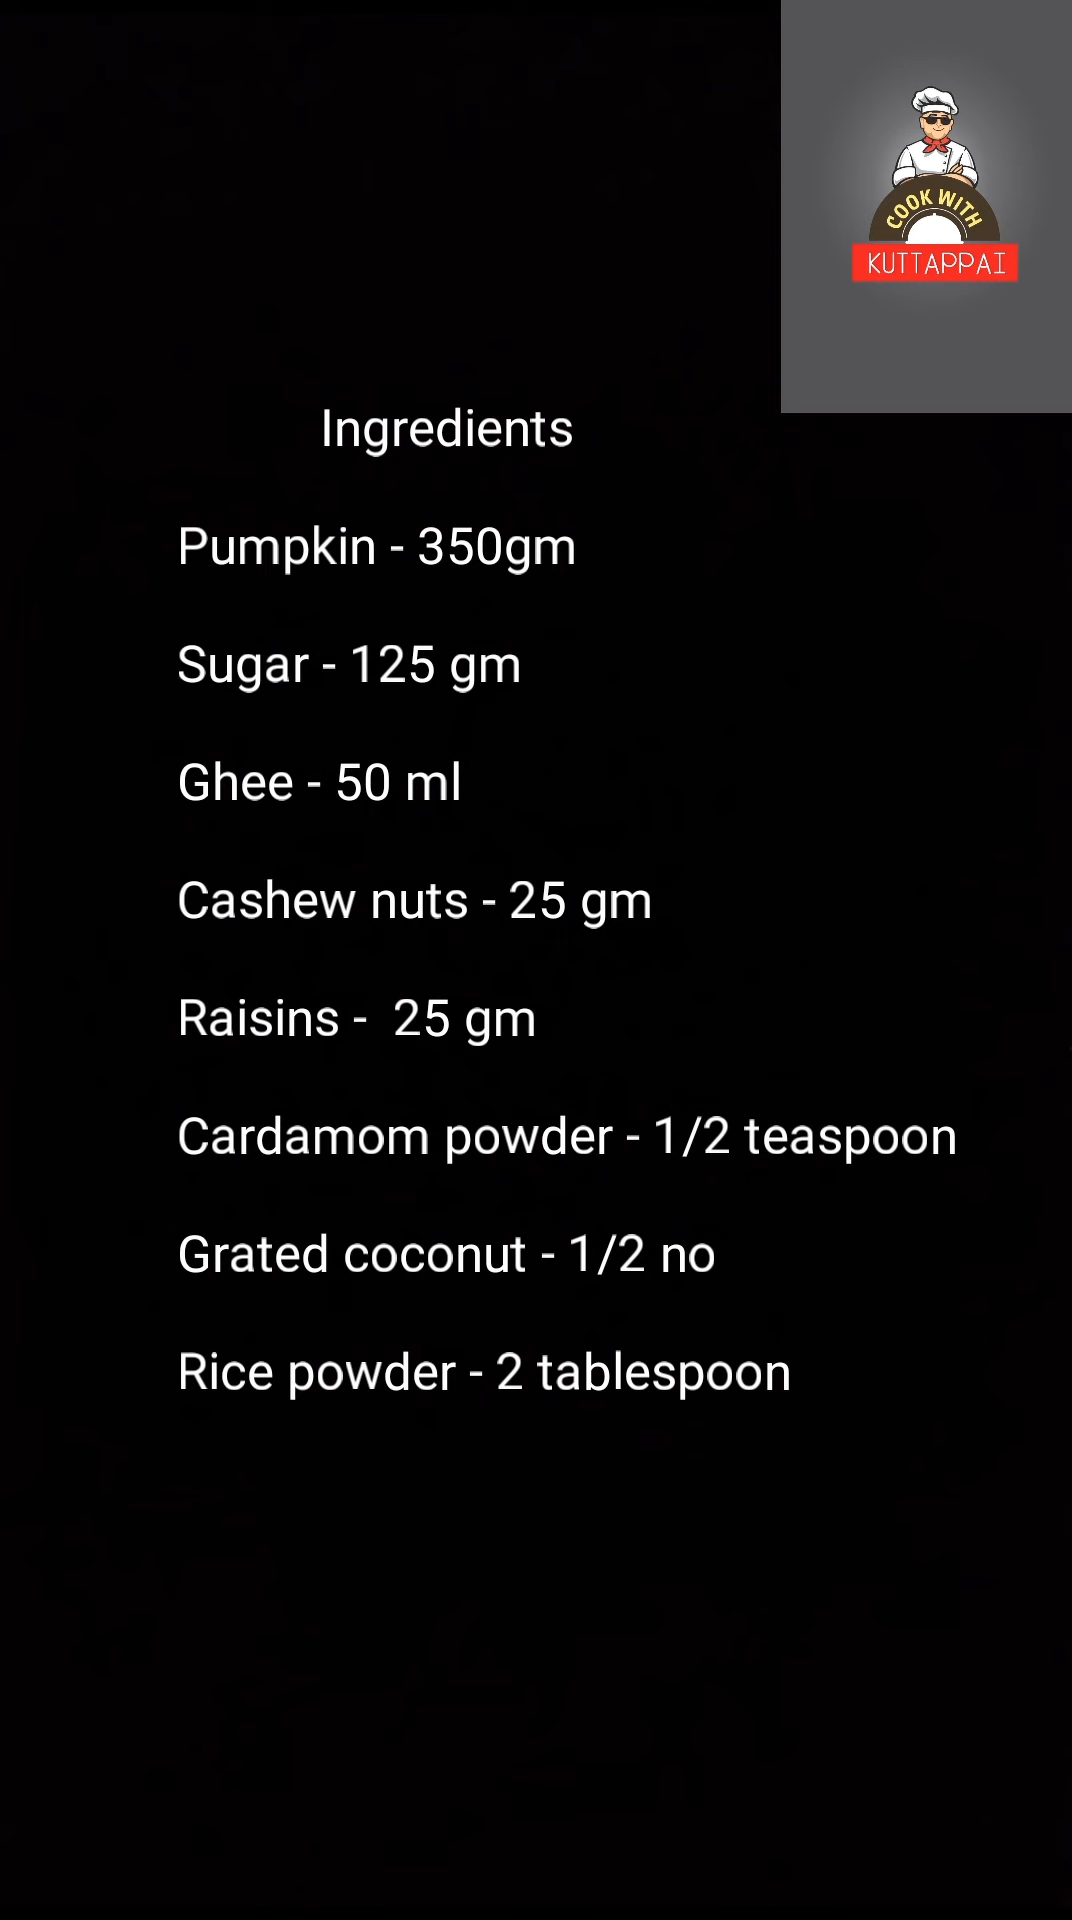 COOK WITH
KUTTAPPAI
Ingredients
Pumpkin - 350gm
Sugar - 125 gm
Ghee - 50 ml
Cashew nuts - 25 gm
Raisins -  25 gm
Cardamom powder - 1/2 teaspoon
Grated coconut - 1/2 no
Rice powder - 2 tablespoon